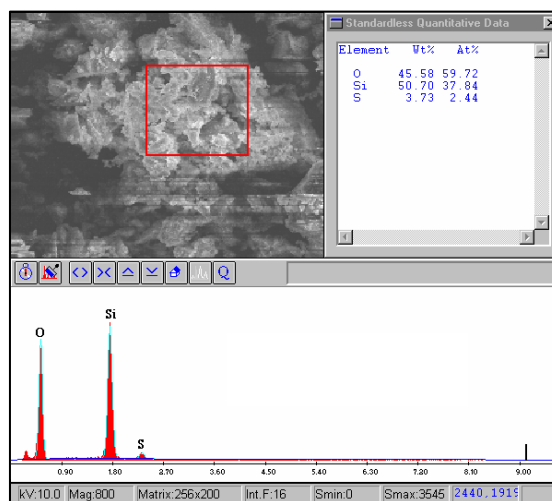 Standardless Quantitative Data
Element Wt% At%
O 45.58 59.72
Si 50.70 37.84
S 3.73 2.44
Q
Si
O
S
0.90 1.80 2.70 3.60 4.50 5.40 6.30 7.20 8.10 9.00
kV:10.0 Mag:800 Matrix:256x200 Int.F:16 Smin:0 Smax:3545 2440,1919